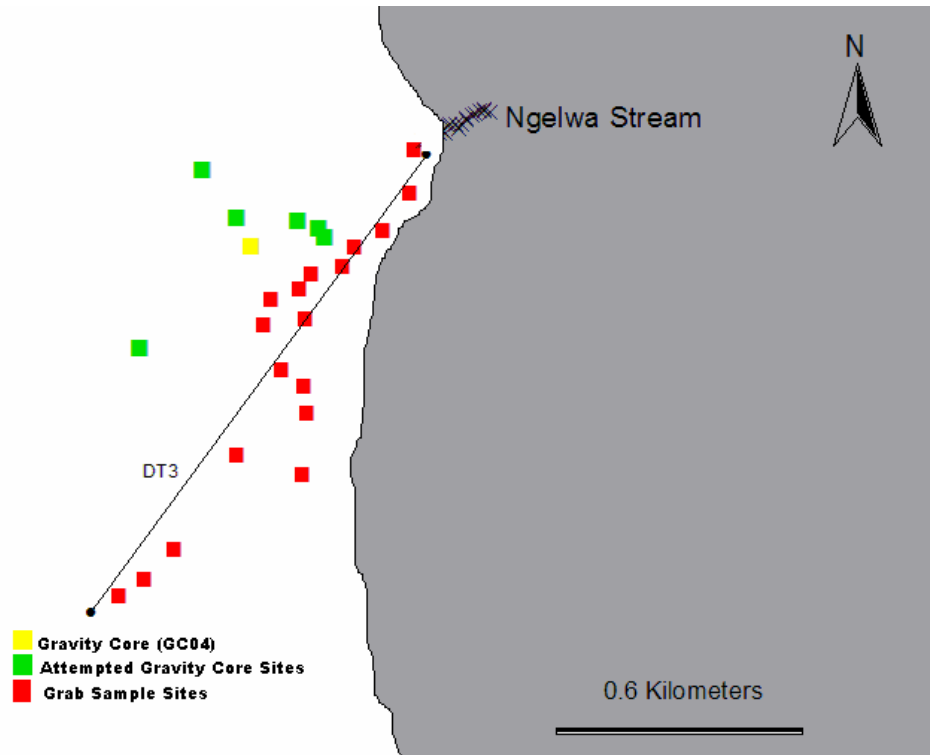 N
Ngelwa Stream
DT3
Gravity Core (GC04)
Attempted Gravity Core Sites
Grab Sample Sites
0.6 Kilometers